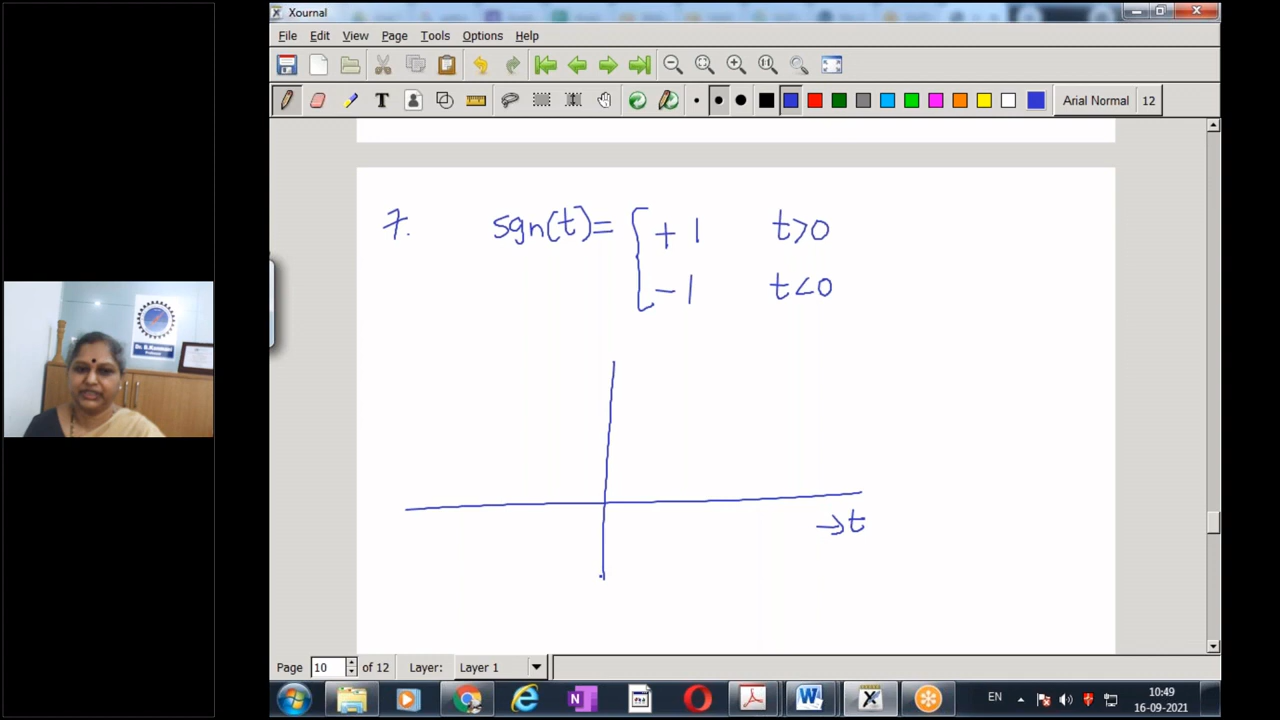 Xournal
File Edit View Page Tools Options Help
Arial Normal 12
7. sgn(t)= { +1 t>0
-1 t<0
→t
Page 10 of 12 Layer: Layer 1
EN 10:49
16-09-2021